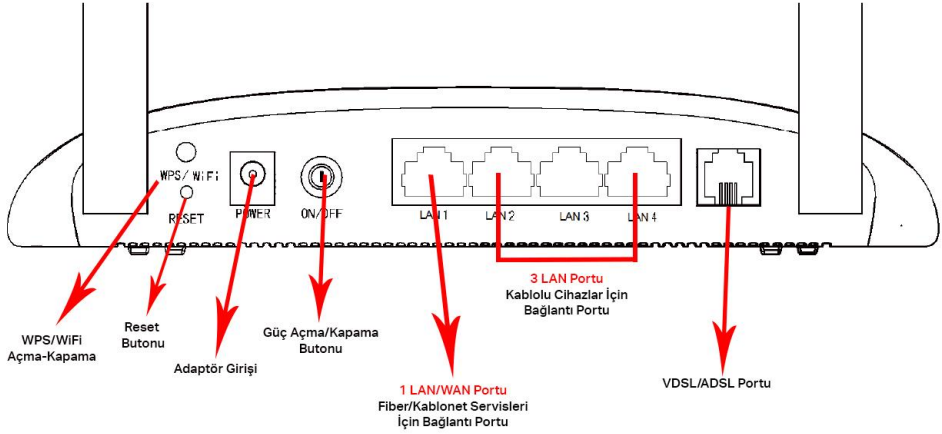 WPS/WiFi
RESET
POWER
ON/OFF
LAN 1
LAN 2
LAN 3
LAN 4
WPS/WiFi
Açma-Kapama
Reset
Butonu
Adaptör Girişi
Güç Açma/Kapama
Butonu
1 LAN/WAN Portu
Fiber/Kablonet Servisleri
İçin Bağlantı Portu
3 LAN Portu
Kablolu Cihazlar İçin
Bağlantı Portu
VDSL/ADSL Portu